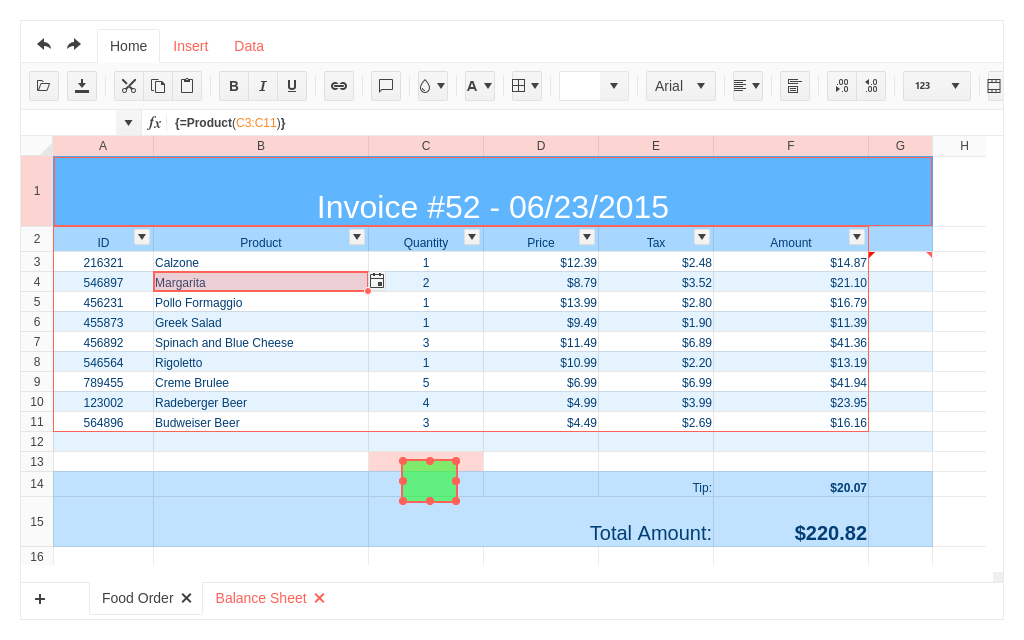 Home Insert Data
B I U A Arial .00 .0 .0 .00 123
fx {=Product(C3:C11)}
A B C D E F G H
1 Invoice #52 - 06/23/2015
2 ID Product Quantity Price Tax Amount
3 216321 Calzone 1 $12.39 $2.48 $14.87
4 546897 Margarita 2 $8.79 $3.52 $21.10
5 456231 Pollo Formaggio 1 $13.99 $2.80 $16.79
6 455873 Greek Salad 1 $9.49 $1.90 $11.39
7 456892 Spinach and Blue Cheese 3 $11.49 $6.89 $41.36
8 546564 Rigoletto 1 $10.99 $2.20 $13.19
9 789455 Creme Brulee 5 $6.99 $6.99 $41.94
10 123002 Radeberger Beer 4 $4.99 $3.99 $23.95
11 564896 Budweiser Beer 3 $4.49 $2.69 $16.16
12
13
14 Tip: $20.07
15 Total Amount: $220.82
16
Food Order Balance Sheet